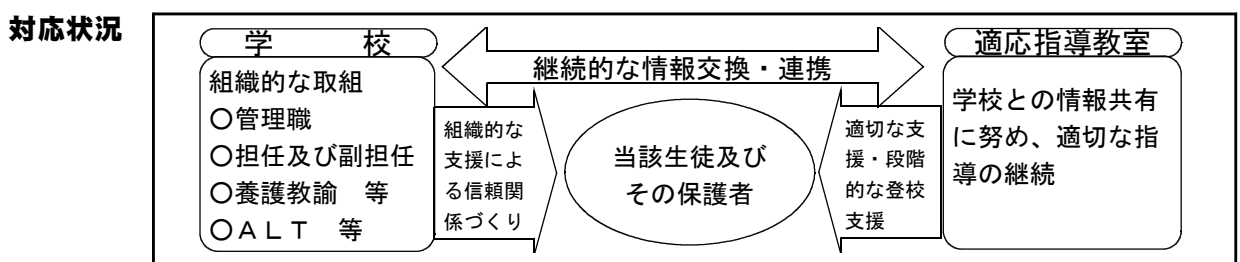 対応状況
学　　校
組織的な取組
○管理職
○担任及び副担任
○養護教諭　等
○ＡＬＴ　等
継続的な情報交換・連携
組織的な
支援によ
る信頼関
係づくり
当該生徒及び
その保護者
適切な支
援・段階
的な登校
支援
適応指導教室
学校との情報共有
に努め、適切な指
導の継続